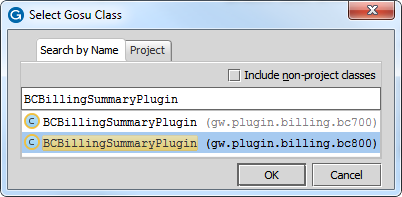 Select Gosu Class
Search by Name Project
Include non-project classes
BCBillingSummaryPlugin
BCBillingSummaryPlugin (gw.plugin.billing.bc700)
BCBillingSummaryPlugin (gw.plugin.billing.bc800)
OK Cancel